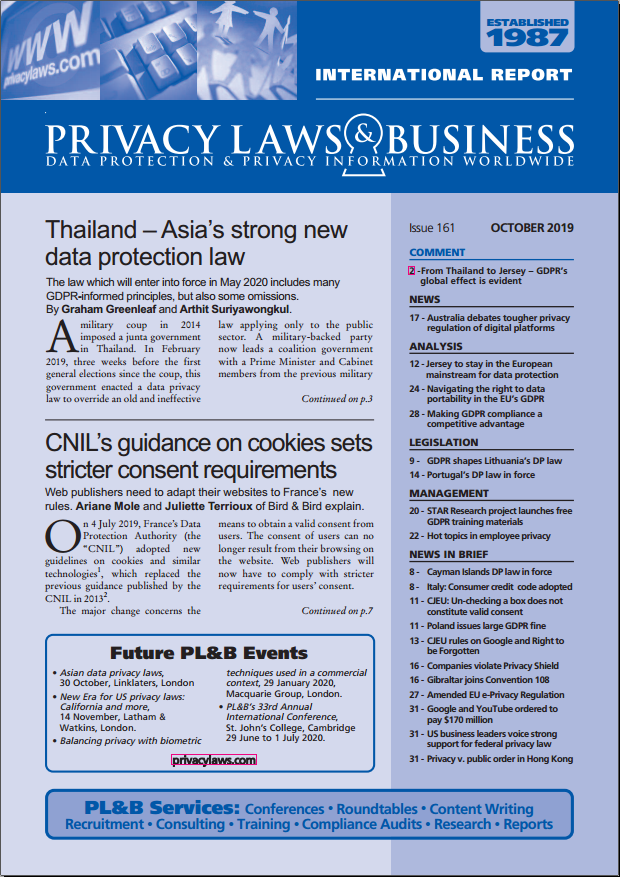 www
privacylaws.com
ESTABLISHED
1987
INTERNATIONAL REPORT
PRIVACY LAWS & BUSINESS
DATA PROTECTION & PRIVACY INFORMATION WORLDWIDE
Thailand – Asia's strong new
data protection law
The law which will enter into force in May 2020 includes many
GDPR-informed principles, but also some omissions.
By Graham Greenleaf and Arthit Suriyawongkul.
A military coup in 2014
imposed a junta government
in Thailand. In February
2019, three weeks before the first
general elections since the coup, this
government enacted a data privacy
law to override an old and ineffective
law applying only to the public
sector. A military-backed party
now leads a coalition government
with a Prime Minister and Cabinet
members from the previous military
Continued on p.3
CNIL's guidance on cookies sets
stricter consent requirements
Web publishers need to adapt their websites to France's new
rules. Ariane Mole and Juliette Terrioux of Bird & Bird explain.
On 4 July 2019, France's Data
Protection Authority (the
“CNIL”) adopted new
guidelines on cookies and similar
technologies1, which replaced the
previous guidance published by the
CNIL in 20132.
The major change concerns the
means to obtain a valid consent from
users. The consent of users can no
longer result from their browsing on
the website. Web publishers will
now have to comply with stricter
requirements for users' consent.
Continued on p.7
Future PL&B Events
• Asian data privacy laws,
30 October, Linklaters, London
• New Era for US privacy laws:
California and more,
14 November, Latham &
Watkins, London.
• Balancing privacy with biometric
techniques used in a commercial
context, 29 January 2020,
Macquarie Group, London.
• PL&B's 33rd Annual
International Conference,
St. John's College, Cambridge
29 June to 1 July 2020.
privacylaws.com
Issue 161 OCTOBER 2019
COMMENT
2 -From Thailand to Jersey – GDPR's
global effect is evident
NEWS
17 - Australia debates tougher privacy
regulation of digital platforms
ANALYSIS
12 - Jersey to stay in the European
mainstream for data protection
24 - Navigating the right to data
portability in the EU's GDPR
28 - Making GDPR compliance a
competitive advantage
LEGISLATION
9 - GDPR shapes Lithuania's DP law
14 - Portugal's DP law in force
MANAGEMENT
20 - STAR Research project launches free
GDPR training materials
22 - Hot topics in employee privacy
NEWS IN BRIEF
8 - Cayman Islands DP law in force
8 - Italy: Consumer credit code adopted
11 - CJEU: Un-checking a box does not
constitute valid consent
11 - Poland issues large GDPR fine
13 - CJEU rules on Google and Right to
be Forgotten
16 - Companies violate Privacy Shield
16 - Gibraltar joins Convention 108
27 - Amended EU e-Privacy Regulation
31 - Google and YouTube ordered to
pay $170 million
31 - US business leaders voice strong
support for federal privacy law
31 - Privacy v. public order in Hong Kong
PL&B Services: Conferences • Roundtables • Content Writing
Recruitment • Consulting • Training • Compliance Audits • Research • Reports